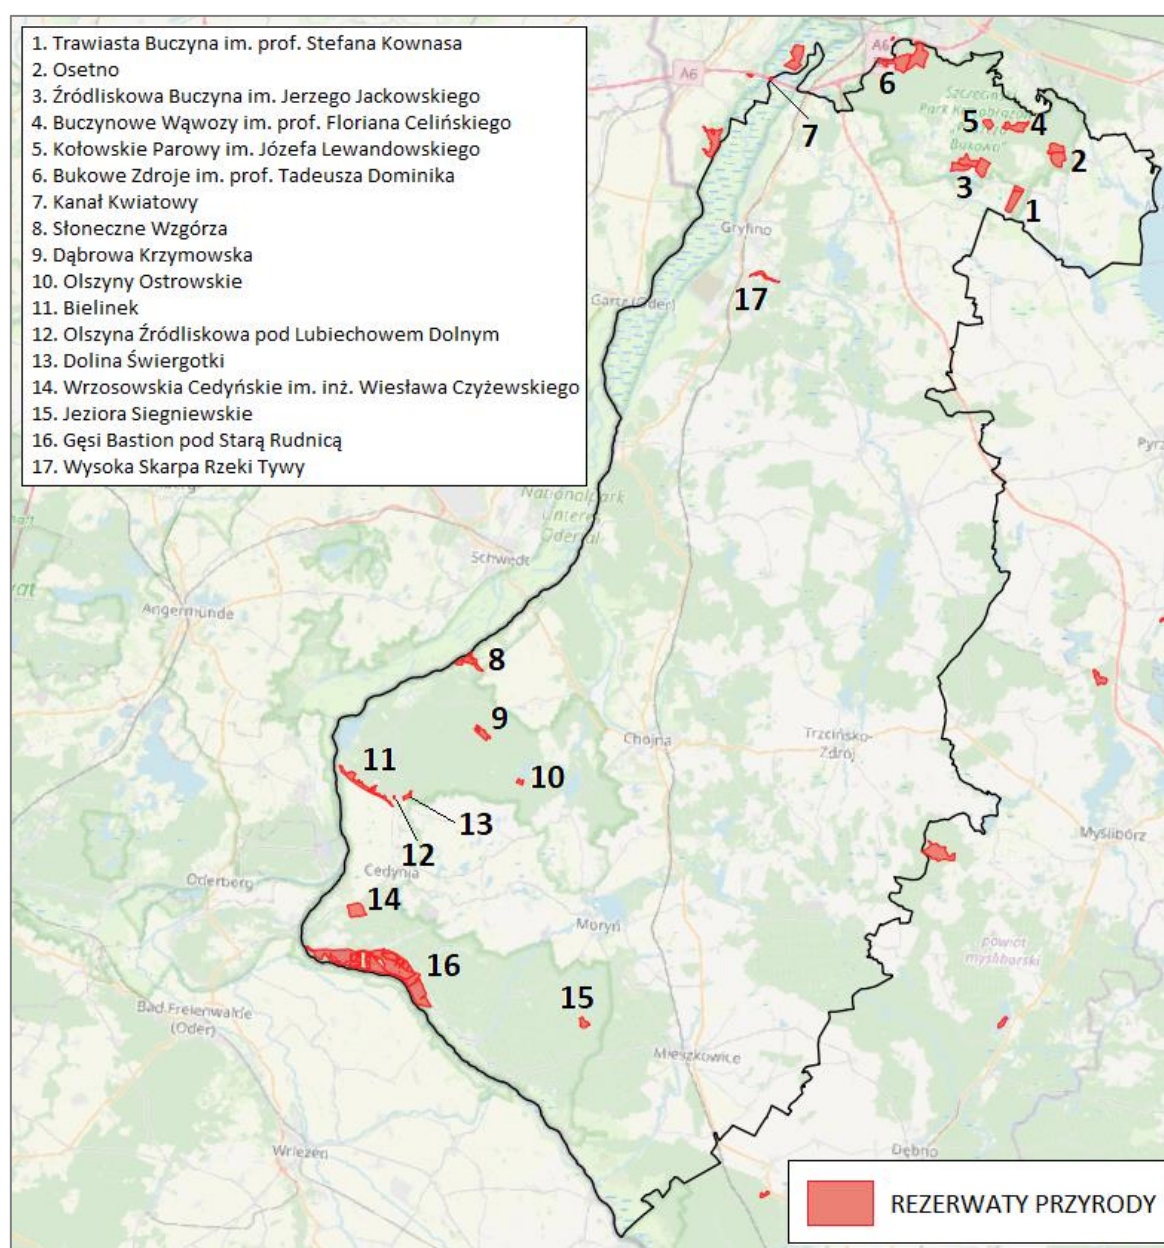 1. Trawiasta Buczyna im. prof. Stefana Kownasa
2. Osetno
3. Źródliskowa Buczyna im. Jerzego Jackowskiego
4. Buczynowe Wąwozy im. prof. Floriana Celińskiego
5. Kołowskie Parowy im. Józefa Lewandowskiego
6. Bukowe Zdroje im. prof. Tadeusza Dominika
7. Kanał Kwiatowy
8. Słoneczne Wzgórza
9. Dąbrowa Krzymowska
10. Olszyny Ostrowskie
11. Bielinek
12. Olszyna Źródliskowa pod Lubiechowem Dolnym
13. Dolina Świergotki
14. Wrzosowskia Cedyńskie im. inż. Wiesława Czyżewskiego
15. Jeziora Siegniewskie
16. Gęsi Bastion pod Starą Rudnicą
17. Wysoka Skarpa Rzeki Tywy
A6
A6
6
7
Szczeciński
Bukowa"
5
4
3
2
1
Gryfino
17
Gartz (Oder)
Pyrz
Nationalpark
Unteres
Odertal
Schwedt
Angermünde
8
9
Chojna
Trzcińsko-
Zdrój
11
10
13
12
Myślibórz
Cedynia
Oderberg
14
Moryń
powiat
myśliborski
16
15
Bad Freienwalde
(Oder)
Mieszkowice
Wriezen
Dębno
REZERWATY PRZYRODY